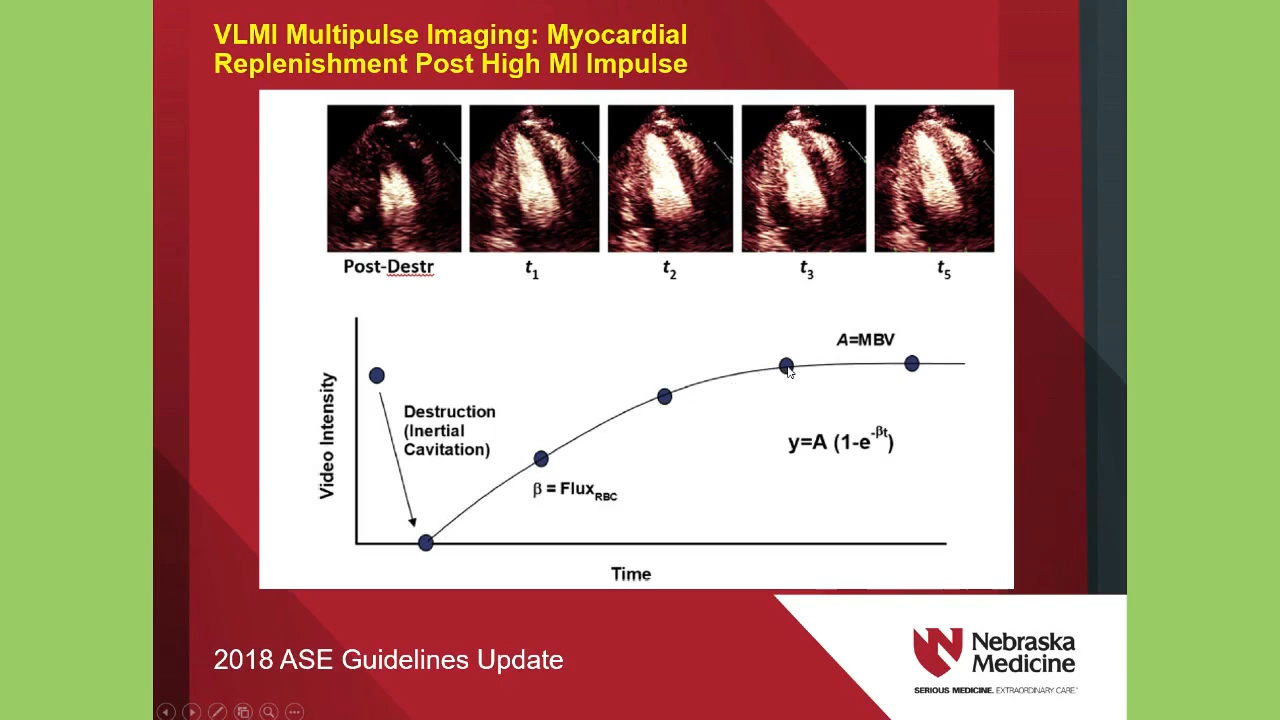 VLMI Multipulse Imaging: Myocardial
Replenishment Post High MI Impulse
Post-Destr
t1
t2
t3
t5
Video Intensity
Destruction
(Inertial
Cavitation)
β = FluxRBC
A=MBV
y=A (1-e-βt)
Time
2018 ASE Guidelines Update
Nebraska
Medicine
SERIOUS MEDICINE. EXTRAORDINARY CARE.